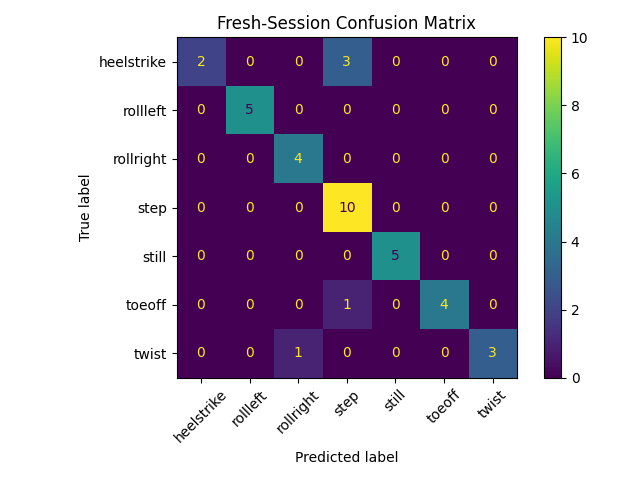 Fresh-Session Confusion Matrix
heelstrike 2 0 0 3 0 0 0
rollleft 0 5 0 0 0 0 0
rollright 0 0 4 0 0 0 0
step 0 0 0 10 0 0 0
still 0 0 0 0 5 0 0
toeoff 0 0 0 1 0 4 0
twist 0 0 1 0 0 0 3
heelstrike rollleft rollright step still toeoff twist
Predicted label
True label
10
8
6
4
2
0